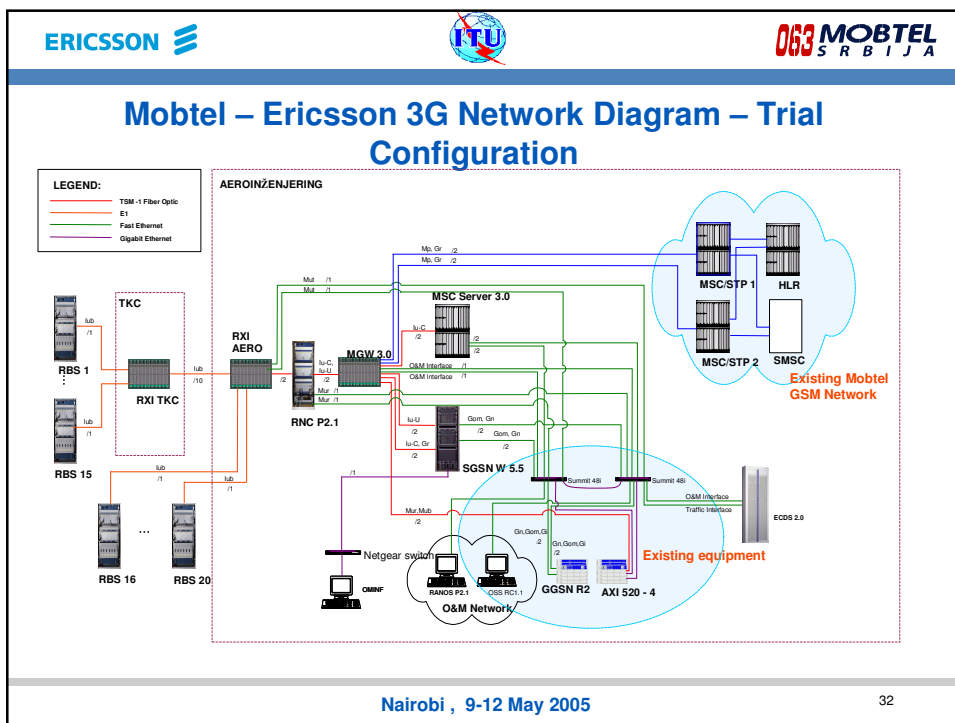 ERICSSON
ITU
063 MOBTEL
SRBIJA
Mobtel – Ericsson 3G Network Diagram – Trial
Configuration
LEGEND:
TSM -1 Fiber Optic
E1
Fast Ethernet
Gigabit Ethernet
AEROINŽENJERING
TKC
Iub
/1
RBS 1
Iub
/1
RBS 15
RXI TKC
Iub
/10
RXI
AERO
/2
Mut /1
Mut /1
Iu-C,
Iu-U
/2
Mur /1
Mur /1
RNC P2.1
MGW 3.0
Mp, Gr /2
Mp, Gr /2
MSC Server 3.0
Iu-C
/2
/2
/2
O&M Interface /1
O&M Interface /1
Iu-U
/2
Iu-C, Gr
/2
Gom, Gn
/2
Gom, Gn
/2
SGSN W 5.5
MSC/STP 1
HLR
MSC/STP 2
SMSC
Existing Mobtel
GSM Network
Iub
/1
Iub
/1
RBS 16
...
RBS 20
/1
Netgear switch
OMINF
Mur,Mub
/2
Summit 48i
Summit 48i
O&M Interface
Traffic Interface
ECDS 2.0
Gn,Gom,Gi
/2
Gn,Gom,Gi
/2
Existing equipment
RANOS P2.1
OSS RC1.1
O&M Network
GGSN R2
AXI 520 - 4
Nairobi , 9-12 May 2005
32